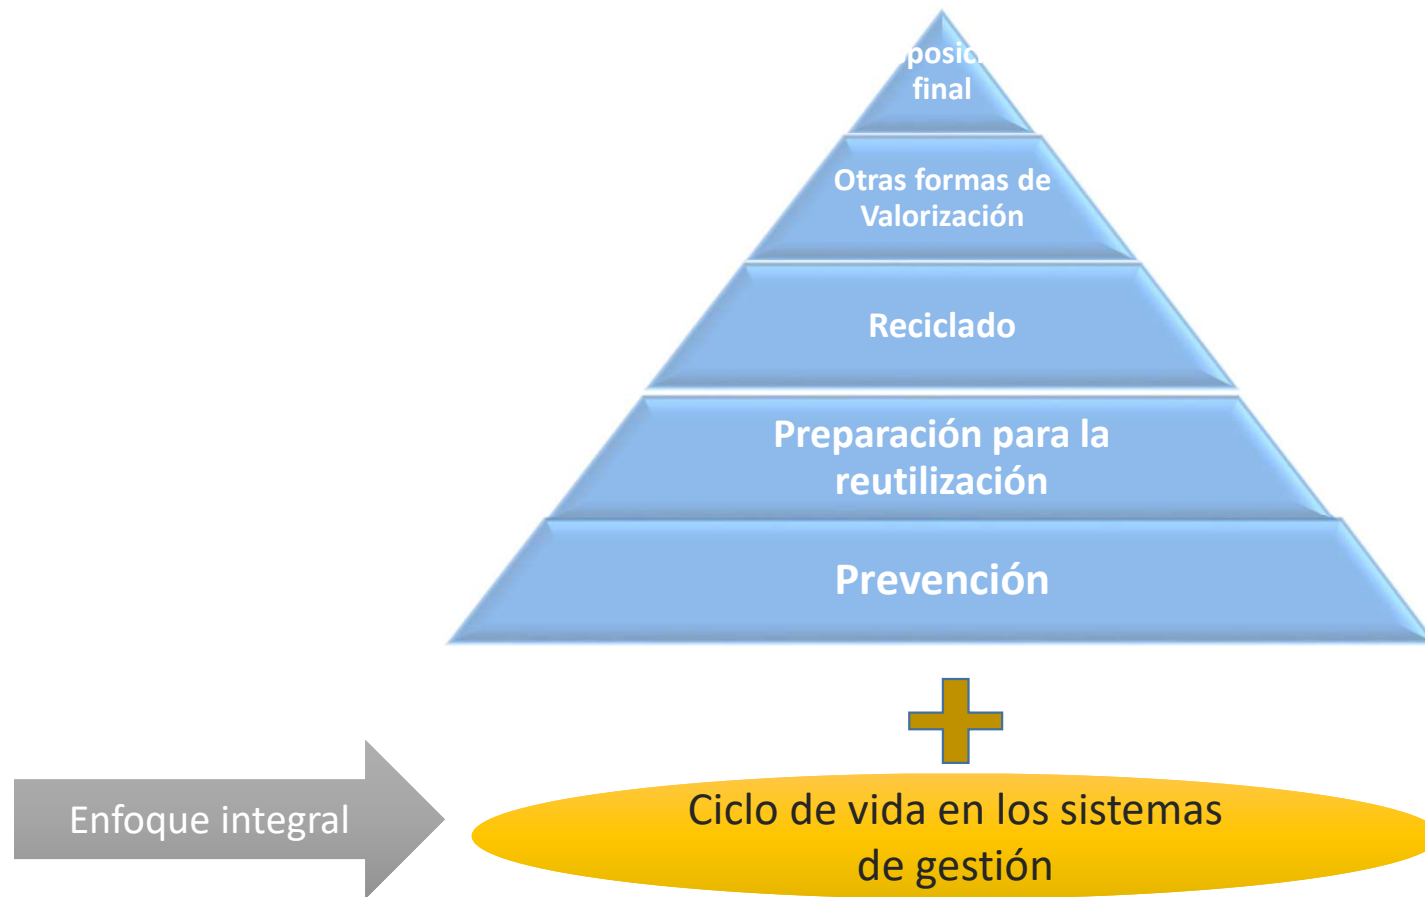 final
Otras formas de
Valorización
Reciclado
Preparación para la
reutilización
Prevención
Enfoque integral
Ciclo de vida en los sistemas
de gestión